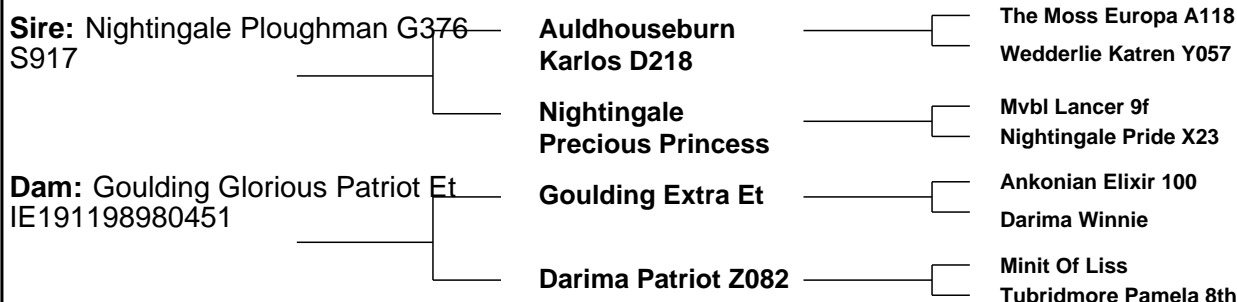 Sire: Nightingale Ploughman G376
S917
Auldhouseburn
Karlos D218
The Moss Europa A118
Wedderlie Katren Y057
Nightingale
Precious Princess
Mvbl Lancer 9f
Nightingale Pride X23
Dam: Goulding Glorious Patriot Et
IE191198980451
Goulding Extra Et
Ankonian Elixir 100
Darima Winnie
Darima Patriot Z082
Minit Of Liss
Tubridmore Pamela 8th